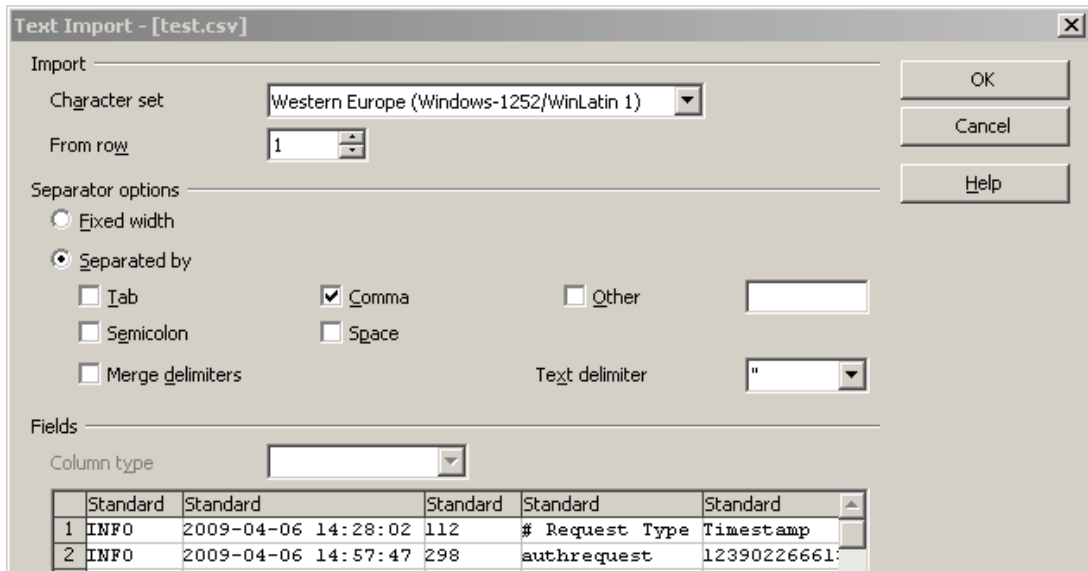 Text Import - [test.csv]
Import
OK
Character set
Western Europe (Windows-1252/WinLatin 1)
Cancel
From row
1
Help
Separator options
Fixed width
Separated by
Tab
Comma
Other
Semicolon
Space
Merge delimiters
Text delimiter
"
Fields
Column type
Standard Standard Standard Standard Standard
1 INFO 2009-04-06 14:28:02 112 # Request Type Timestamp
2 INFO 2009-04-06 14:57:47 298 authrequest